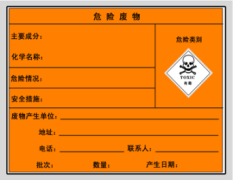 危险废物
主要成分：
危险类别
化学名称：
危险情况：
TOXIC
有毒
安全措施：
废物产生单位：
地址：
电话： 联系人：
批次： 数量： 产生日期：